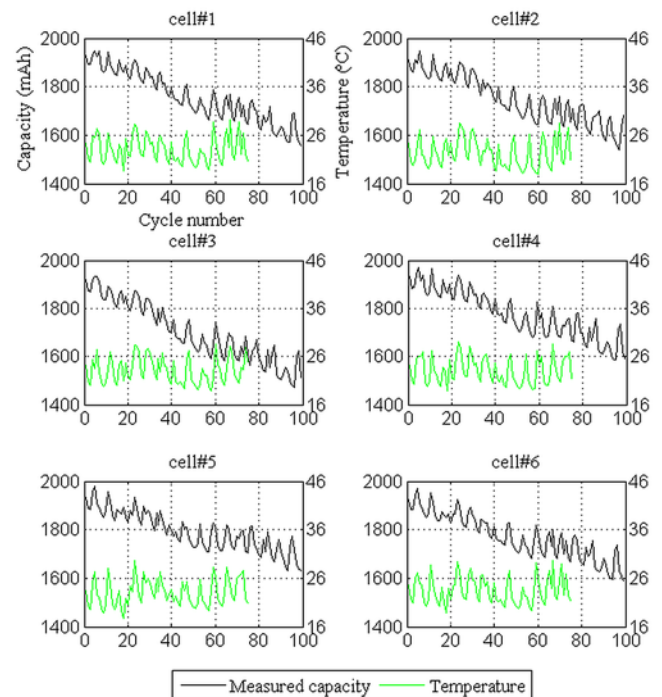 cell#1 cell#2
2000 46 2000 46
1800 36 1800 36
1600 26 1600 26
1400 16 1400 16
0 20 40 60 80 100 0 20 40 60 80 100
Capacity (mAh)
Temperature (°C)
Cycle number
cell#3 cell#4
2000 46 2000 46
1800 36 1800 36
1600 26 1600 26
1400 16 1400 16
0 20 40 60 80 100 0 20 40 60 80 100
cell#5 cell#6
2000 46 2000 46
1800 36 1800 36
1600 26 1600 26
1400 16 1400 16
0 20 40 60 80 100 0 20 40 60 80 100
Measured capacity Temperature